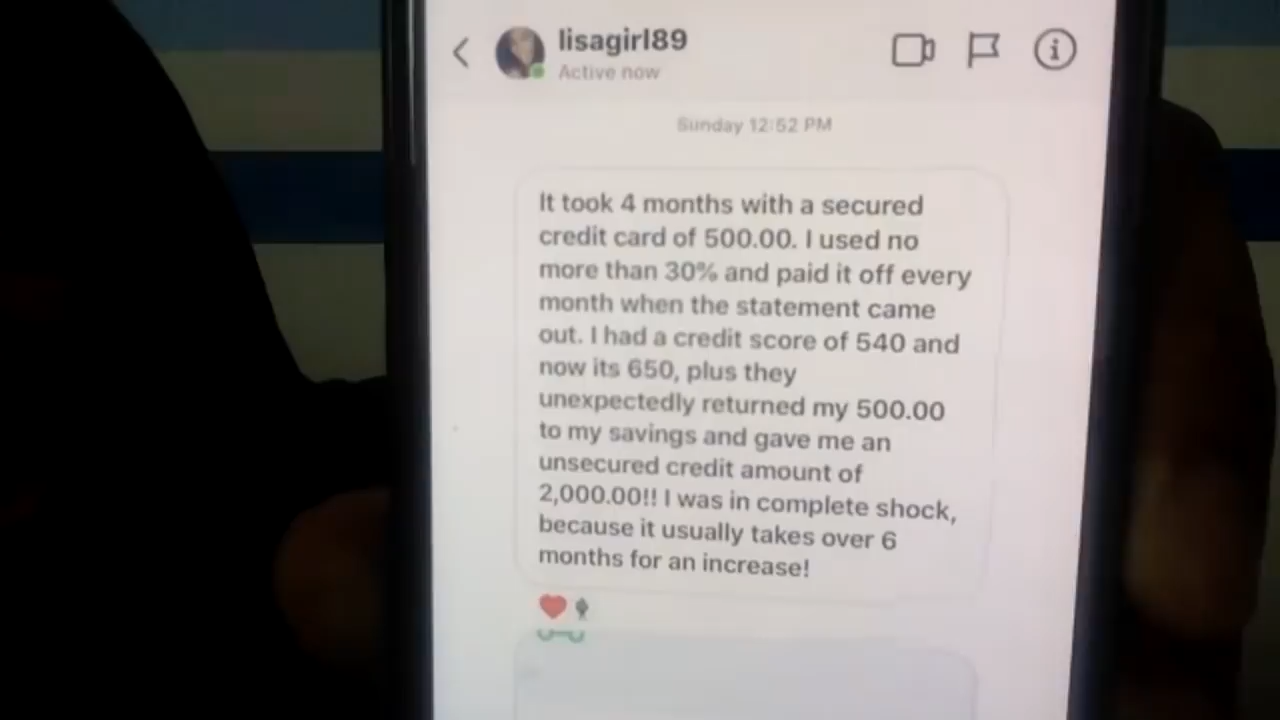 lisagirl89
Active now
Sunday 12:52 PM
It took 4 months with a secured
credit card of 500.00. I used no
more than 30% and paid it off every
month when the statement came
out. I had a credit score of 540 and
now its 650, plus they
unexpectedly returned my 500.00
to my savings and gave me an
unsecured credit amount of
2,000.00!! I was in complete shock,
because it usually takes over 6
months for an increase!